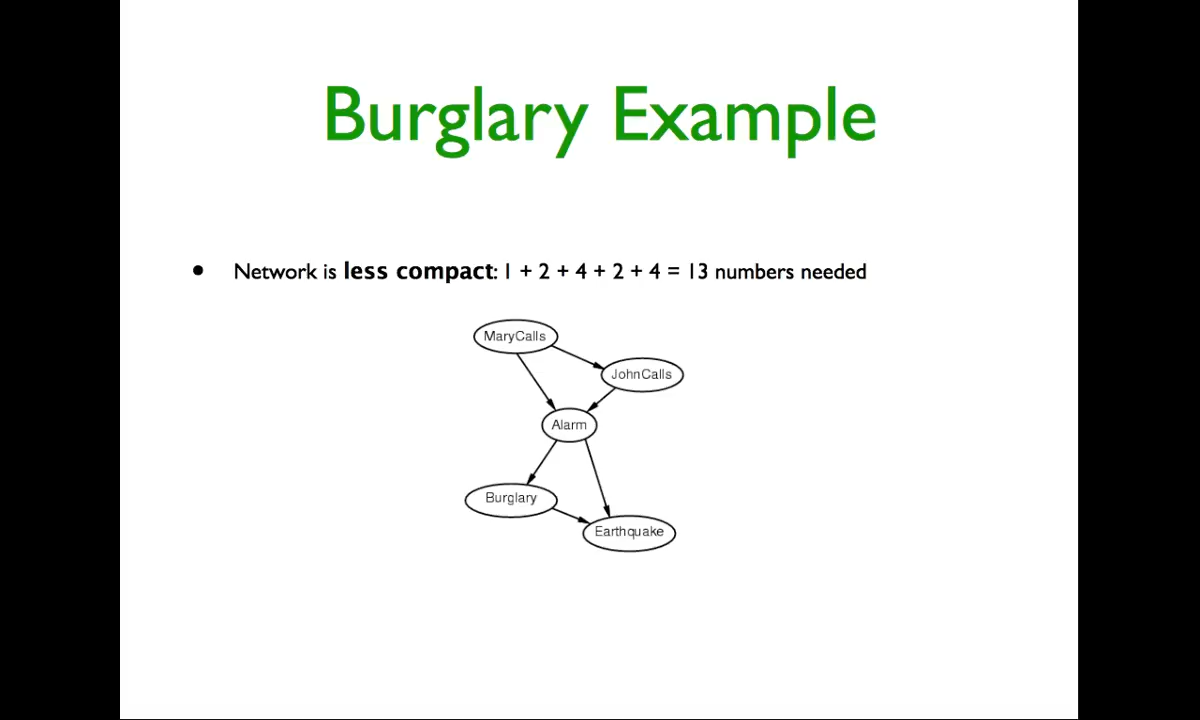 Burglary Example
• Network is less compact: 1 + 2 + 4 + 2 + 4 = 13 numbers needed
MaryCalls
JohnCalls
Alarm
Burglary
Earthquake